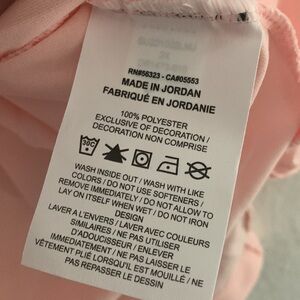 RN#56323 - CA#05553
MADE IN JORDAN
FABRIQUÉ EN JORDANIE
100% POLYESTER
EXCLUSIVE OF DECORATION /
DECORATION NON COMPRISE
30C
WASH INSIDE OUT / WASH WITH LIKE
COLORS / DO NOT USE SOFTENERS /
REMOVE IMMEDIATELY / DO NOT ALLOW TO
LAY ON ITSELF WHEN WET / DO NOT IRON
DESIGN
LAVER A L'ENVERS / LAVER AVEC COULEURS
SIMILAIRES / NE PAS UTILISER
D'ADOUCISSEUR / ENLEVER
IMMÉDIATEMENT / NE PAS LAISSER LE
VÊTEMENT PLIÉ LORSQU'IL EST MOUILLÉ / NE
PAS REPASSER LE DESSIN